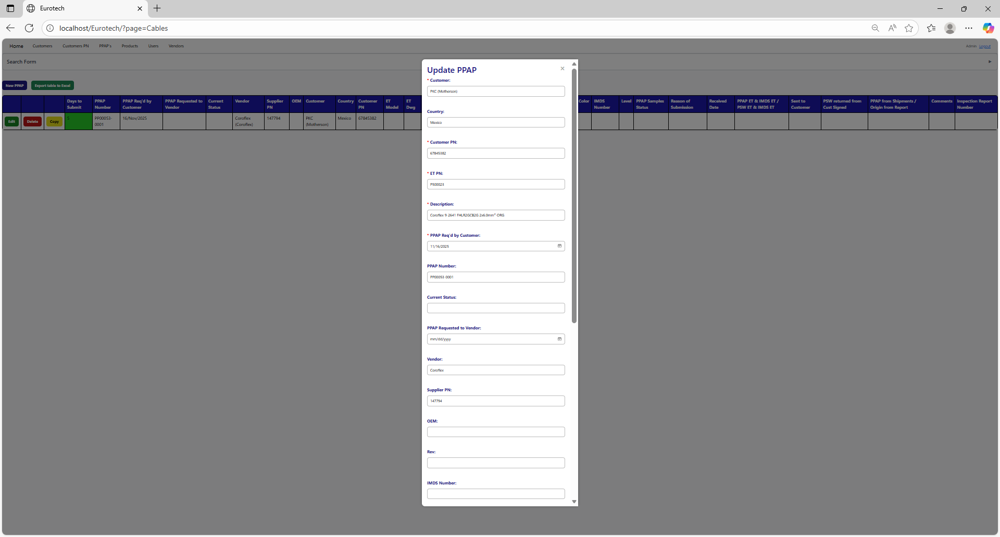 Eurotech
localhost/Eurotech/?page=Cables
Home Customers Customers PN PPAP's Products Users Vendors Admin Logout
Search Form
New PPAP Export table to Excel
Days to Submit PPAP Number PPAP Req'd by Customer PPAP Requested to Vendor Current Status Vendor Supplier PN OEM Customer Country Customer PN ET Model ET Dwg Color IMDS Number Level PPAP Samples Status Reason of Submission Received Date PPAP ET & IMDS ET / PSW ET & IMDS ET Sent to Customer PSW returned from Cust Signed PPAP from Shipments / Origin from Report Comments Inspection Report Number
Edit Delete Copy 5 PP00053-0001 16/Nov/2025 Coroflex (Coroflex) 147794 PKC (Motherson) Mexico 67845382
Update PPAP
* Customer:
PKC (Motherson)
Country:
Mexico
* Customer PN:
67845382
* ET PN:
P500023
* Description:
Coroflex 9-2641 FHLR2GCB2G 2x6.0mm² ORG
* PPAP Req'd by Customer:
11/16/2025
PPAP Number:
PP00053-0001
Current Status:
PPAP Requested to Vendor:
mm/dd/yyyy
Vendor:
Coroflex
Supplier PN:
147794
OEM:
Rev:
IMDS Number: